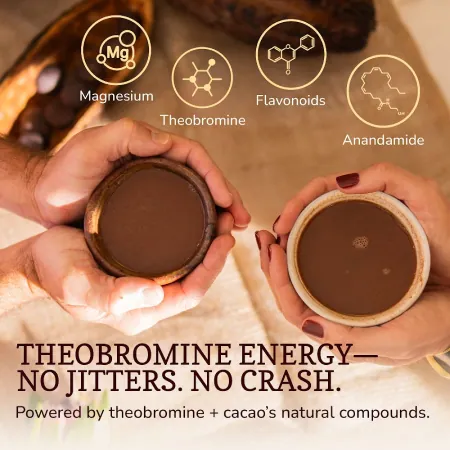 Mg
Magnesium
Theobromine
Flavonoids
Anandamide
THEOBROMINE ENERGY—
NO JITTERS. NO CRASH.
Powered by theobromine + cacao's natural compounds.